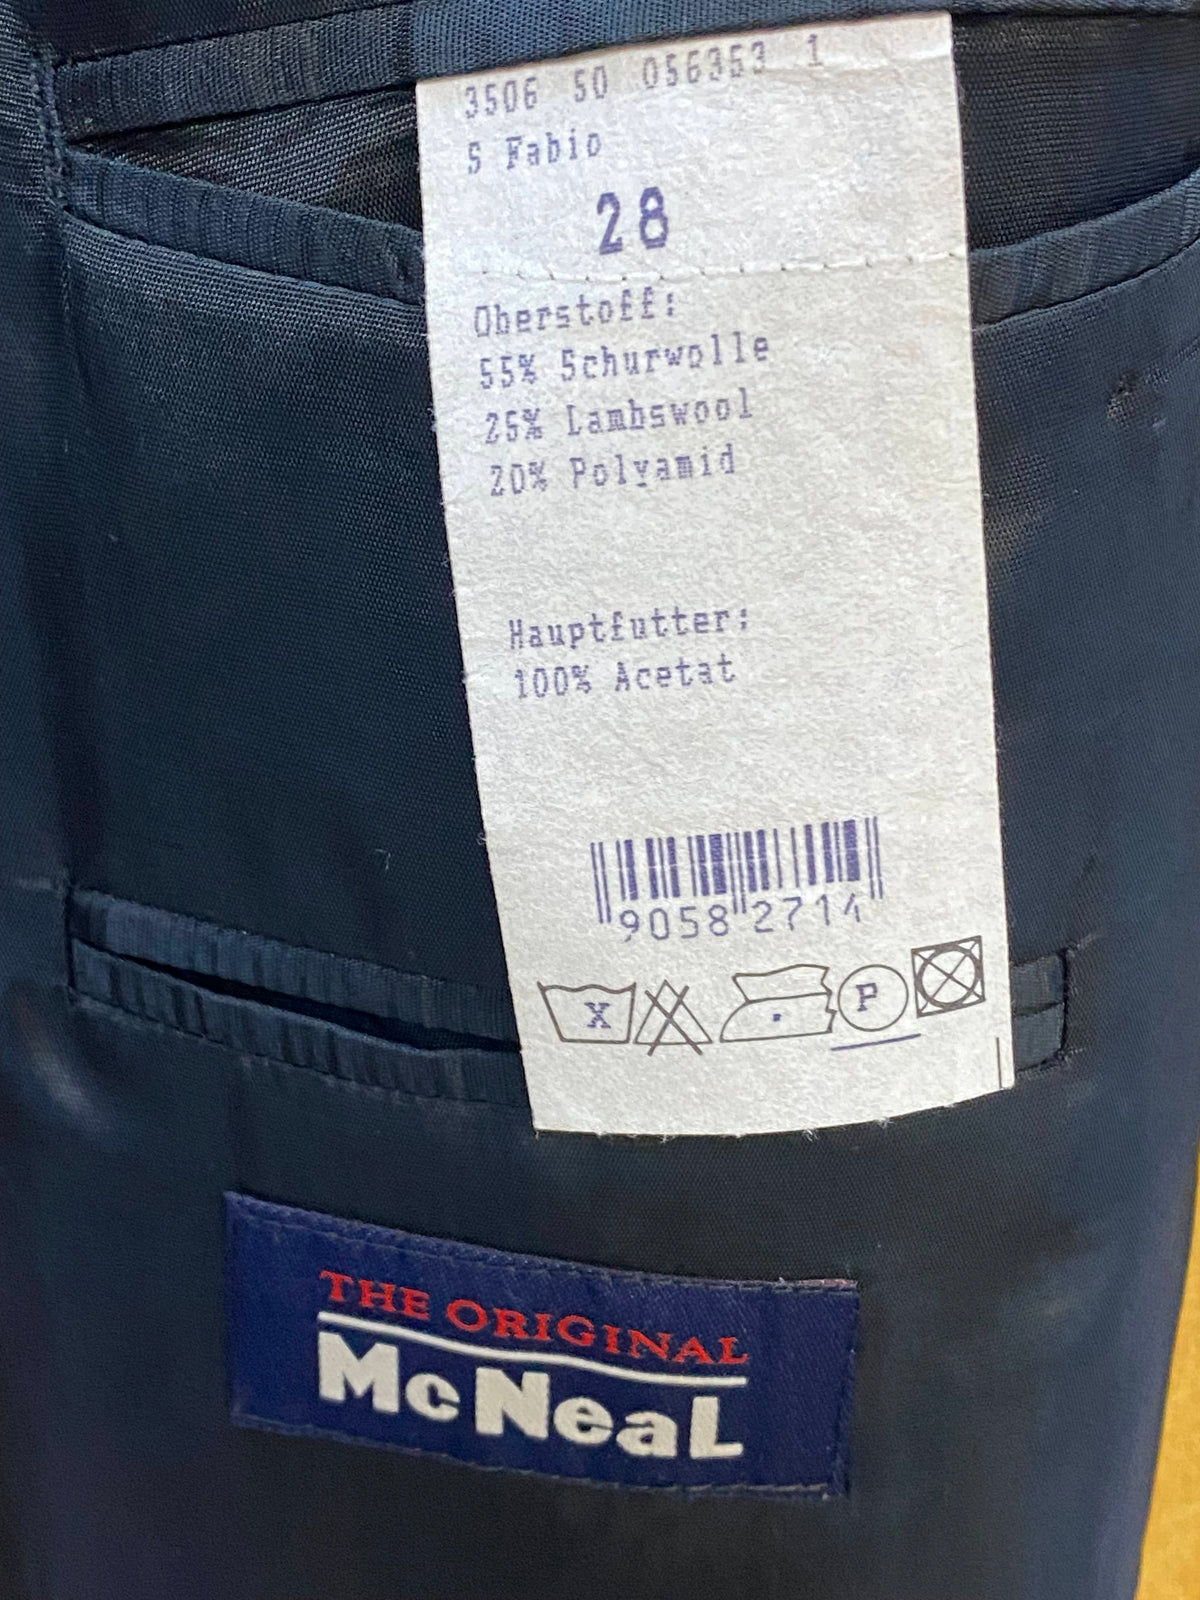 3506 50 056353 1
S Fabio
28
Oberstoff:
55% Schurwolle
25% Lambswool
20% Polyamid
Hauptfutter:
100% Acetat
9058 2714
X P
THE ORIGINAL
McNeaL